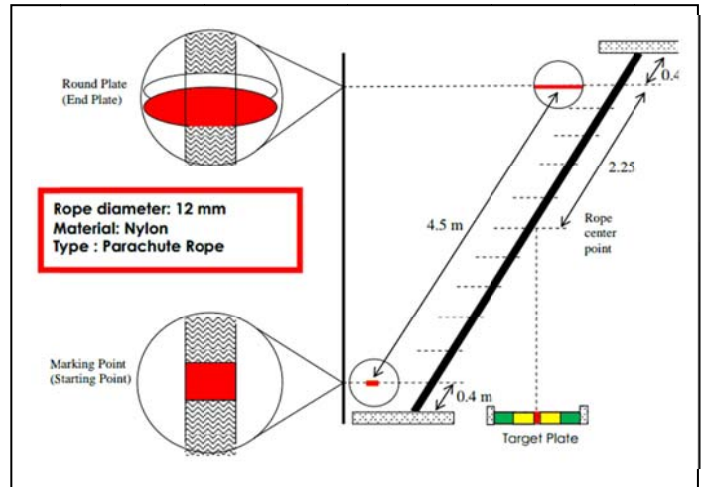 Round Plate
(End Plate)
0.4
2.25
Rope diameter: 12 mm
Material: Nylon
Type : Parachute Rope
4.5 m
Rope
center
point
Marking Point
(Starting Point)
0.4 m
Target Plate